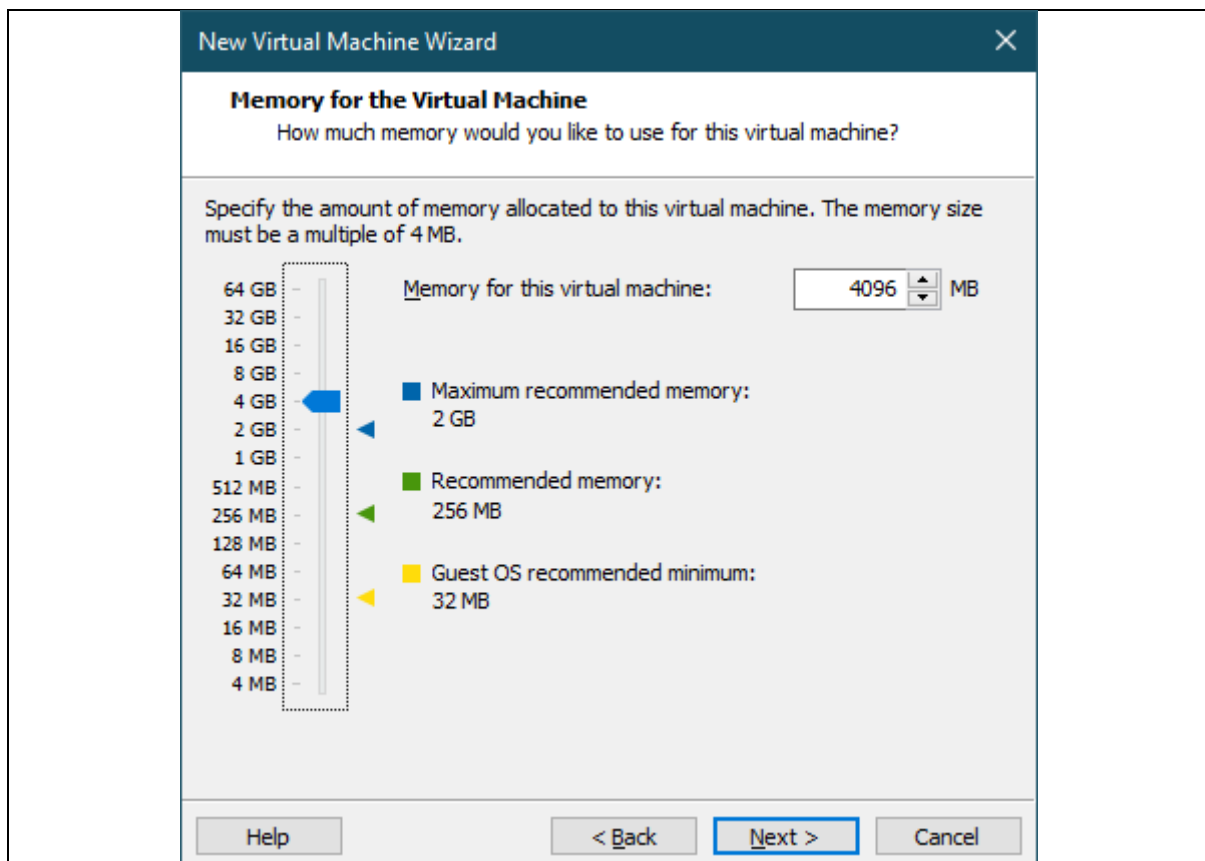 New Virtual Machine Wizard
Memory for the Virtual Machine
How much memory would you like to use for this virtual machine?
Specify the amount of memory allocated to this virtual machine. The memory size
must be a multiple of 4 MB.
64 GB
32 GB
16 GB
8 GB
4 GB
2 GB
1 GB
512 MB
256 MB
128 MB
64 MB
32 MB
16 MB
8 MB
4 MB
Memory for this virtual machine: 4096 MB
Maximum recommended memory:
2 GB
Recommended memory:
256 MB
Guest OS recommended minimum:
32 MB
Help < Back Next > Cancel